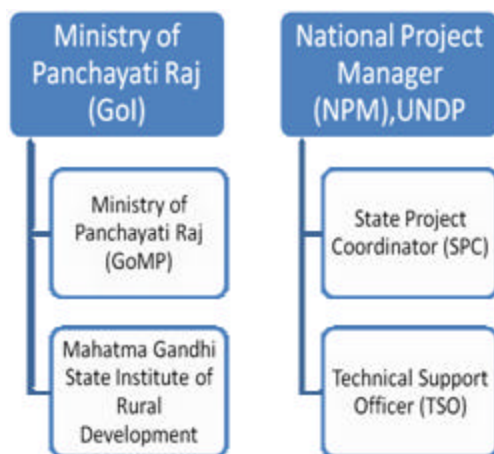 Ministry of
Panchayati Raj
(GoI)
Ministry of
Panchayati Raj
(GoMP)
Mahatma Gandhi
State Institute of
Rural
Development
National Project
Manager
(NPM),UNDP
State Project
Coordinator (SPC)
Technical Support
Officer (TSO)